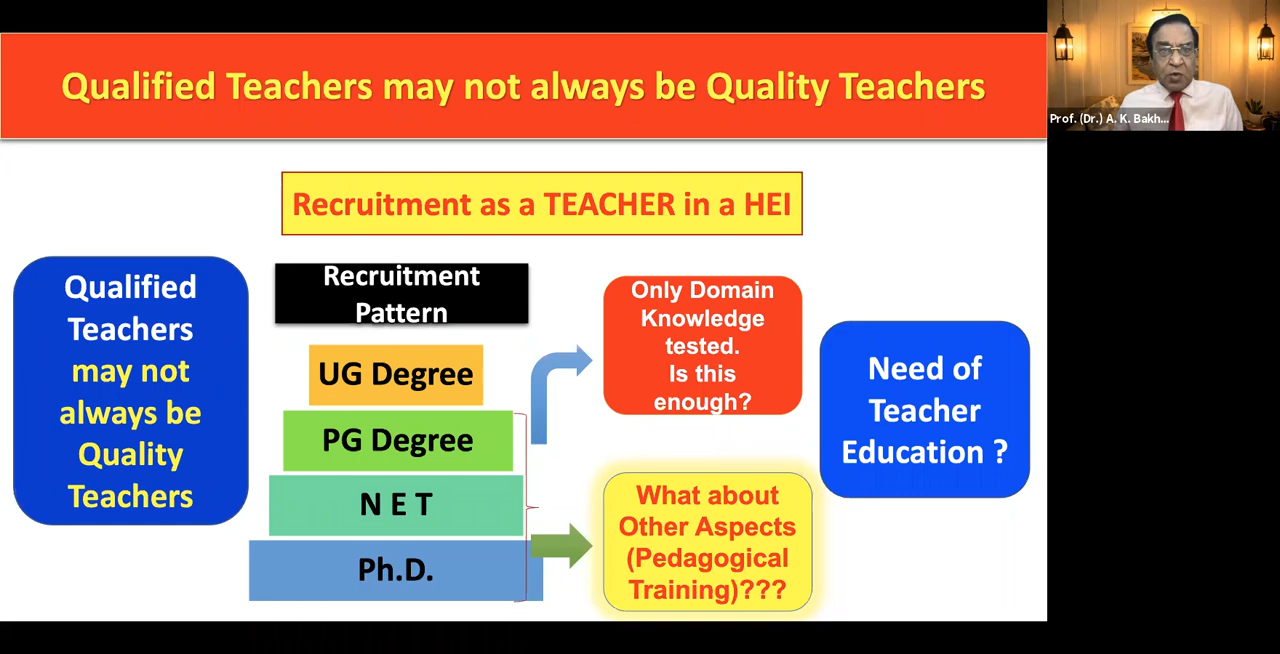 Qualified Teachers may not always be Quality Teachers
Prof. (Dr.) A. K. Bakh...
Recruitment as a TEACHER in a HEI
Qualified
Teachers
may not
always be
Quality
Teachers
Recruitment
Pattern
UG Degree
PG Degree
N E T
Ph.D.
Only Domain
Knowledge
tested.
Is this
enough?
What about
Other Aspects
(Pedagogical
Training)???
Need of
Teacher
Education ?